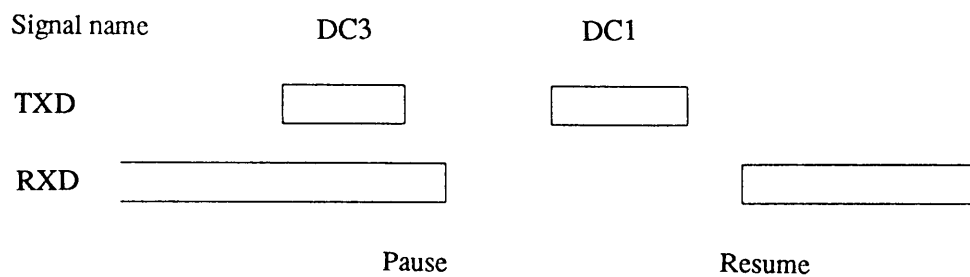 Signal name DC3 DC1
TXD
RXD
Pause Resume